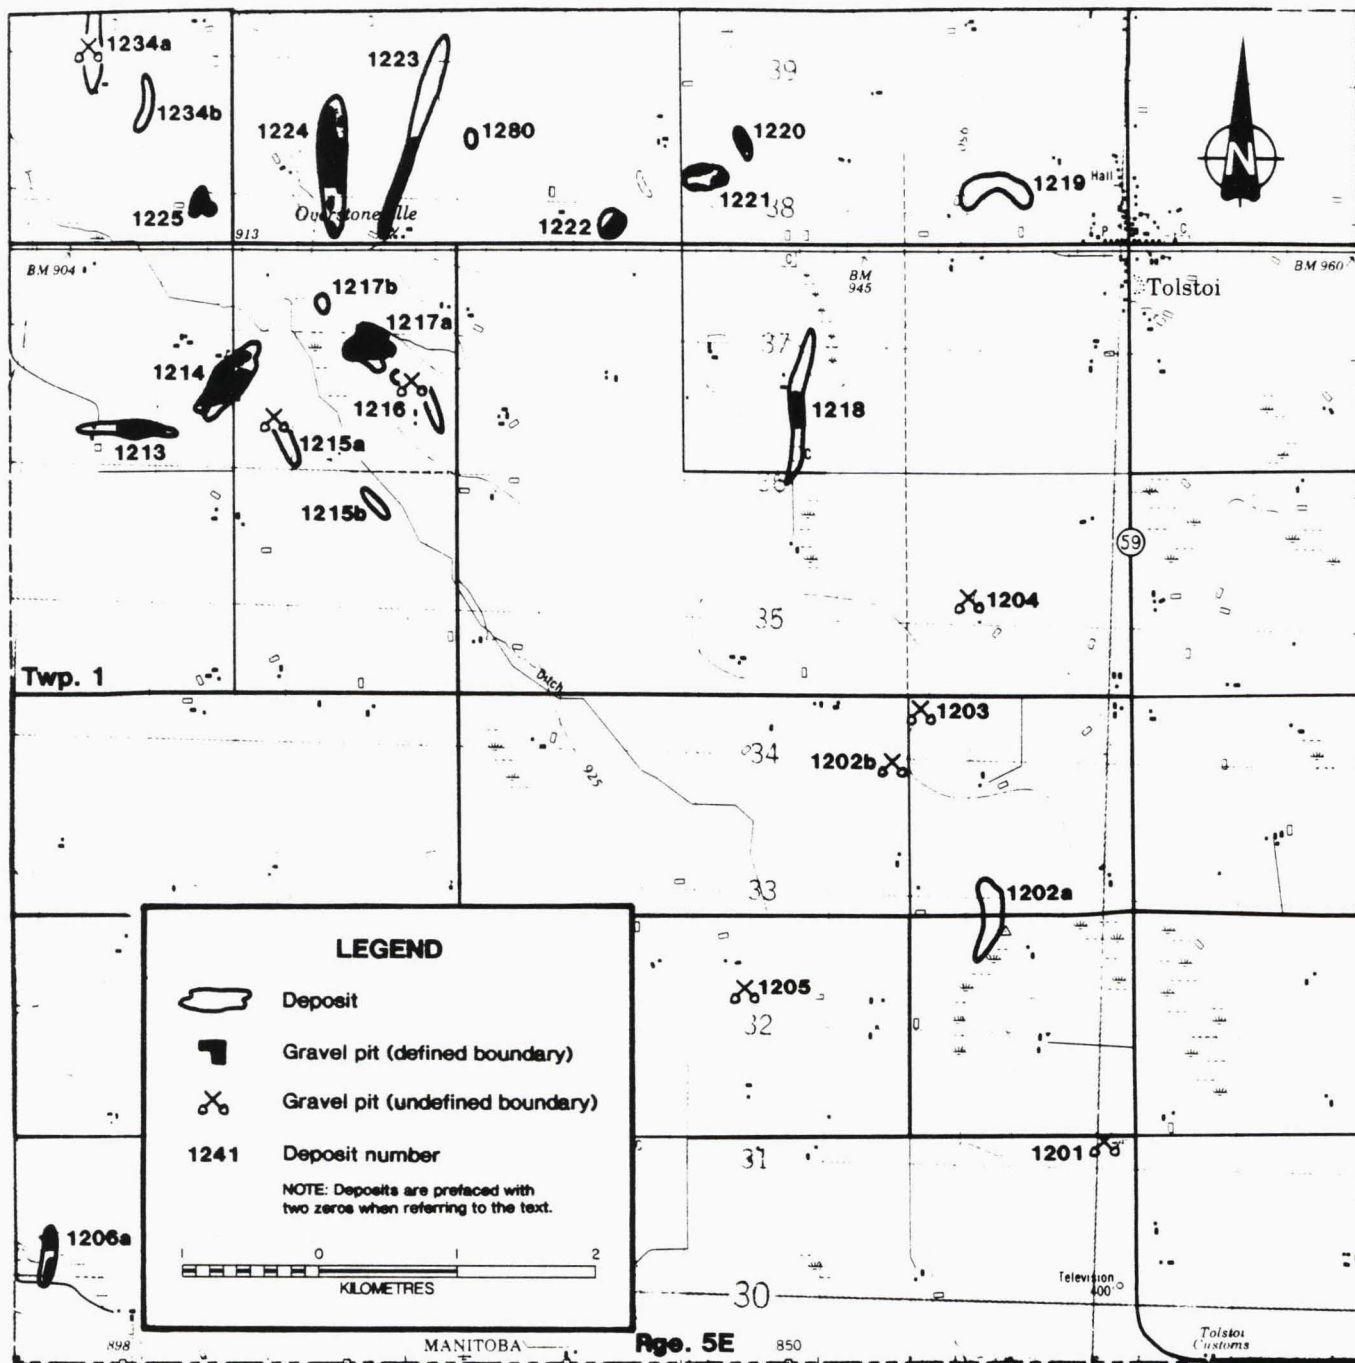 1234a
1223
39
1234b
1224
1280
1220
N
1225
Overstoneville
1222
1221
38
1219
Hall
913
P
C
BM 904
C
BM
945
BM 960
1217b
Tolstoi
1217a
37
1214
1216
1218
1213
1215a
C
36
1215b
59
35
1204
Twp. 1
Ditch
1203
34
1202b
925
33
1202a
LEGEND
Deposit
Gravel pit (defined boundary)
Gravel pit (undefined boundary)
1241 Deposit number
NOTE: Deposits are prefaced with
two zeros when referring to the text.
1 0 1 2
KILOMETRES
1205
32
31
1201
1206a
30
Television
400
898
MANITOBA
Rge. 5E
850
Tolstoi
Customs